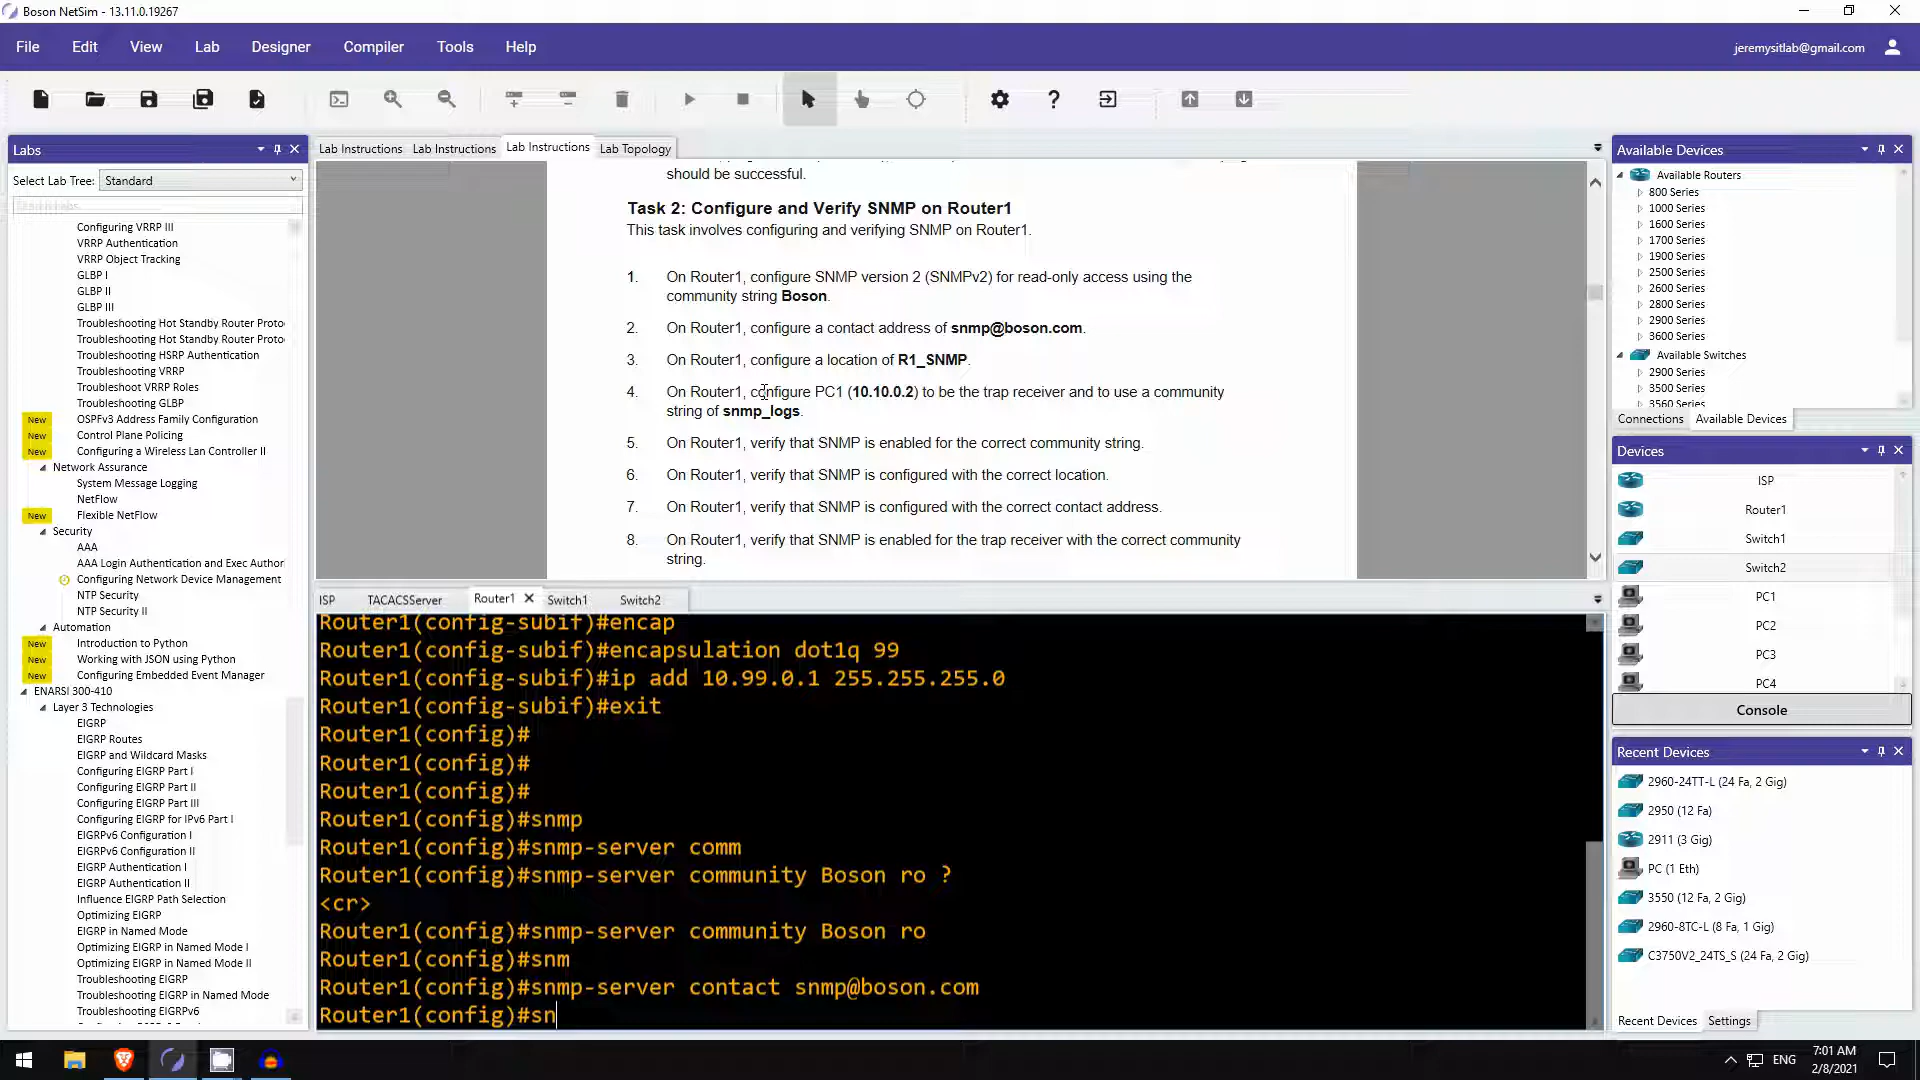 Boson NetSim - 13.11.0.19267
File Edit View Lab Designer Compiler Tools Help
jeremysitlab@gmail.com
Labs
Select Lab Tree: Standard
Search Labs
Configuring VRRP III
VRRP Authentication
VRRP Object Tracking
GLBP I
GLBP II
GLBP III
Troubleshooting Hot Standby Router Proto
Troubleshooting Hot Standby Router Proto
Troubleshooting HSRP Authentication
Troubleshooting VRRP
Troubleshoot VRRP Roles
Troubleshooting GLBP
New OSPFv3 Address Family Configuration
New Control Plane Policing
New Configuring a Wireless Lan Controller II
Network Assurance
System Message Logging
NetFlow
New Flexible NetFlow
Security
AAA
AAA Login Authentication and Exec Author
Configuring Network Device Management
NTP Security
NTP Security II
Automation
New Introduction to Python
New Working with JSON using Python
New Configuring Embedded Event Manager
ENARSI 300-410
Layer 3 Technologies
EIGRP
EIGRP Routes
EIGRP and Wildcard Masks
Configuring EIGRP Part I
Configuring EIGRP Part II
Configuring EIGRP Part III
Configuring EIGRP for IPv6 Part I
EIGRPv6 Configuration I
EIGRPv6 Configuration II
EIGRP Authentication I
EIGRP Authentication II
Influence EIGRP Path Selection
Optimizing EIGRP
EIGRP in Named Mode
Optimizing EIGRP in Named Mode I
Optimizing EIGRP in Named Mode II
Troubleshooting EIGRP
Troubleshooting EIGRP in Named Mode
Troubleshooting EIGRPv6
Lab Instructions Lab Instructions Lab Instructions Lab Topology
should be successful.
Task 2: Configure and Verify SNMP on Router1
This task involves configuring and verifying SNMP on Router1.
1. On Router1, configure SNMP version 2 (SNMPv2) for read-only access using the
community string Boson.
2. On Router1, configure a contact address of snmp@boson.com.
3. On Router1, configure a location of R1_SNMP.
4. On Router1, configure PC1 (10.10.0.2) to be the trap receiver and to use a community
string of snmp_logs.
5. On Router1, verify that SNMP is enabled for the correct community string.
6. On Router1, verify that SNMP is configured with the correct location.
7. On Router1, verify that SNMP is configured with the correct contact address.
8. On Router1, verify that SNMP is enabled for the trap receiver with the correct community
string.
ISP TACACSServer Router1 Switch1 Switch2
Router1(config-subif)#encap
Router1(config-subif)#encapsulation dot1q 99
Router1(config-subif)#ip add 10.99.0.1 255.255.255.0
Router1(config-subif)#exit
Router1(config)#
Router1(config)#
Router1(config)#
Router1(config)#snmp
Router1(config)#snmp-server comm
Router1(config)#snmp-server community Boson ro ?
<cr>
Router1(config)#snmp-server community Boson ro
Router1(config)#snm
Router1(config)#snmp-server contact snmp@boson.com
Router1(config)#sn
Available Devices
Available Routers
800 Series
1000 Series
1600 Series
1700 Series
1900 Series
2500 Series
2600 Series
2800 Series
2900 Series
3600 Series
Available Switches
2900 Series
3500 Series
3560 Series
Connections Available Devices
Devices
ISP
Router1
Switch1
Switch2
PC1
PC2
PC3
PC4
Console
Recent Devices
2960-24TT-L (24 Fa, 2 Gig)
2950 (12 Fa)
2911 (3 Gig)
PC (1 Eth)
3550 (12 Fa, 2 Gig)
2960-8TC-L (8 Fa, 1 Gig)
C3750V2_24TS_S (24 Fa, 2 Gig)
Recent Devices Settings
ENG
7:01 AM
2/8/2021